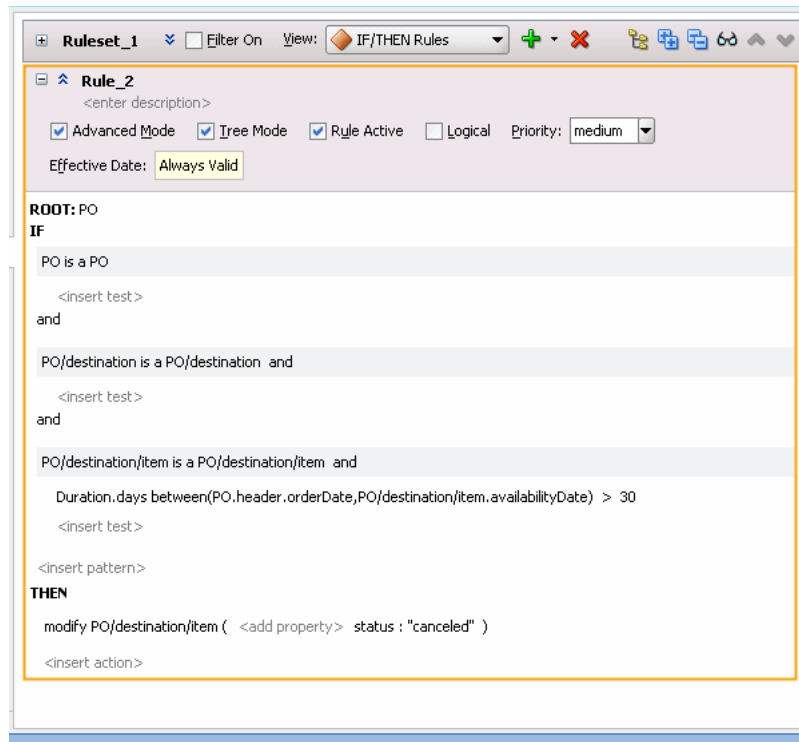 Ruleset_1 Filter On View: IF/THEN Rules
Rule_2
<enter description>
Advanced Mode Tree Mode Rule Active Logical Priority: medium
Effective Date: Always Valid
ROOT: PO
IF
PO is a PO
<insert test>
and
PO/destination is a PO/destination and
<insert test>
and
PO/destination/item is a PO/destination/item and
Duration.days between(PO.header.orderDate,PO/destination/item.availabilityDate) > 30
<insert test>
<insert pattern>
THEN
modify PO/destination/item ( <add property> status : "canceled" )
<insert action>